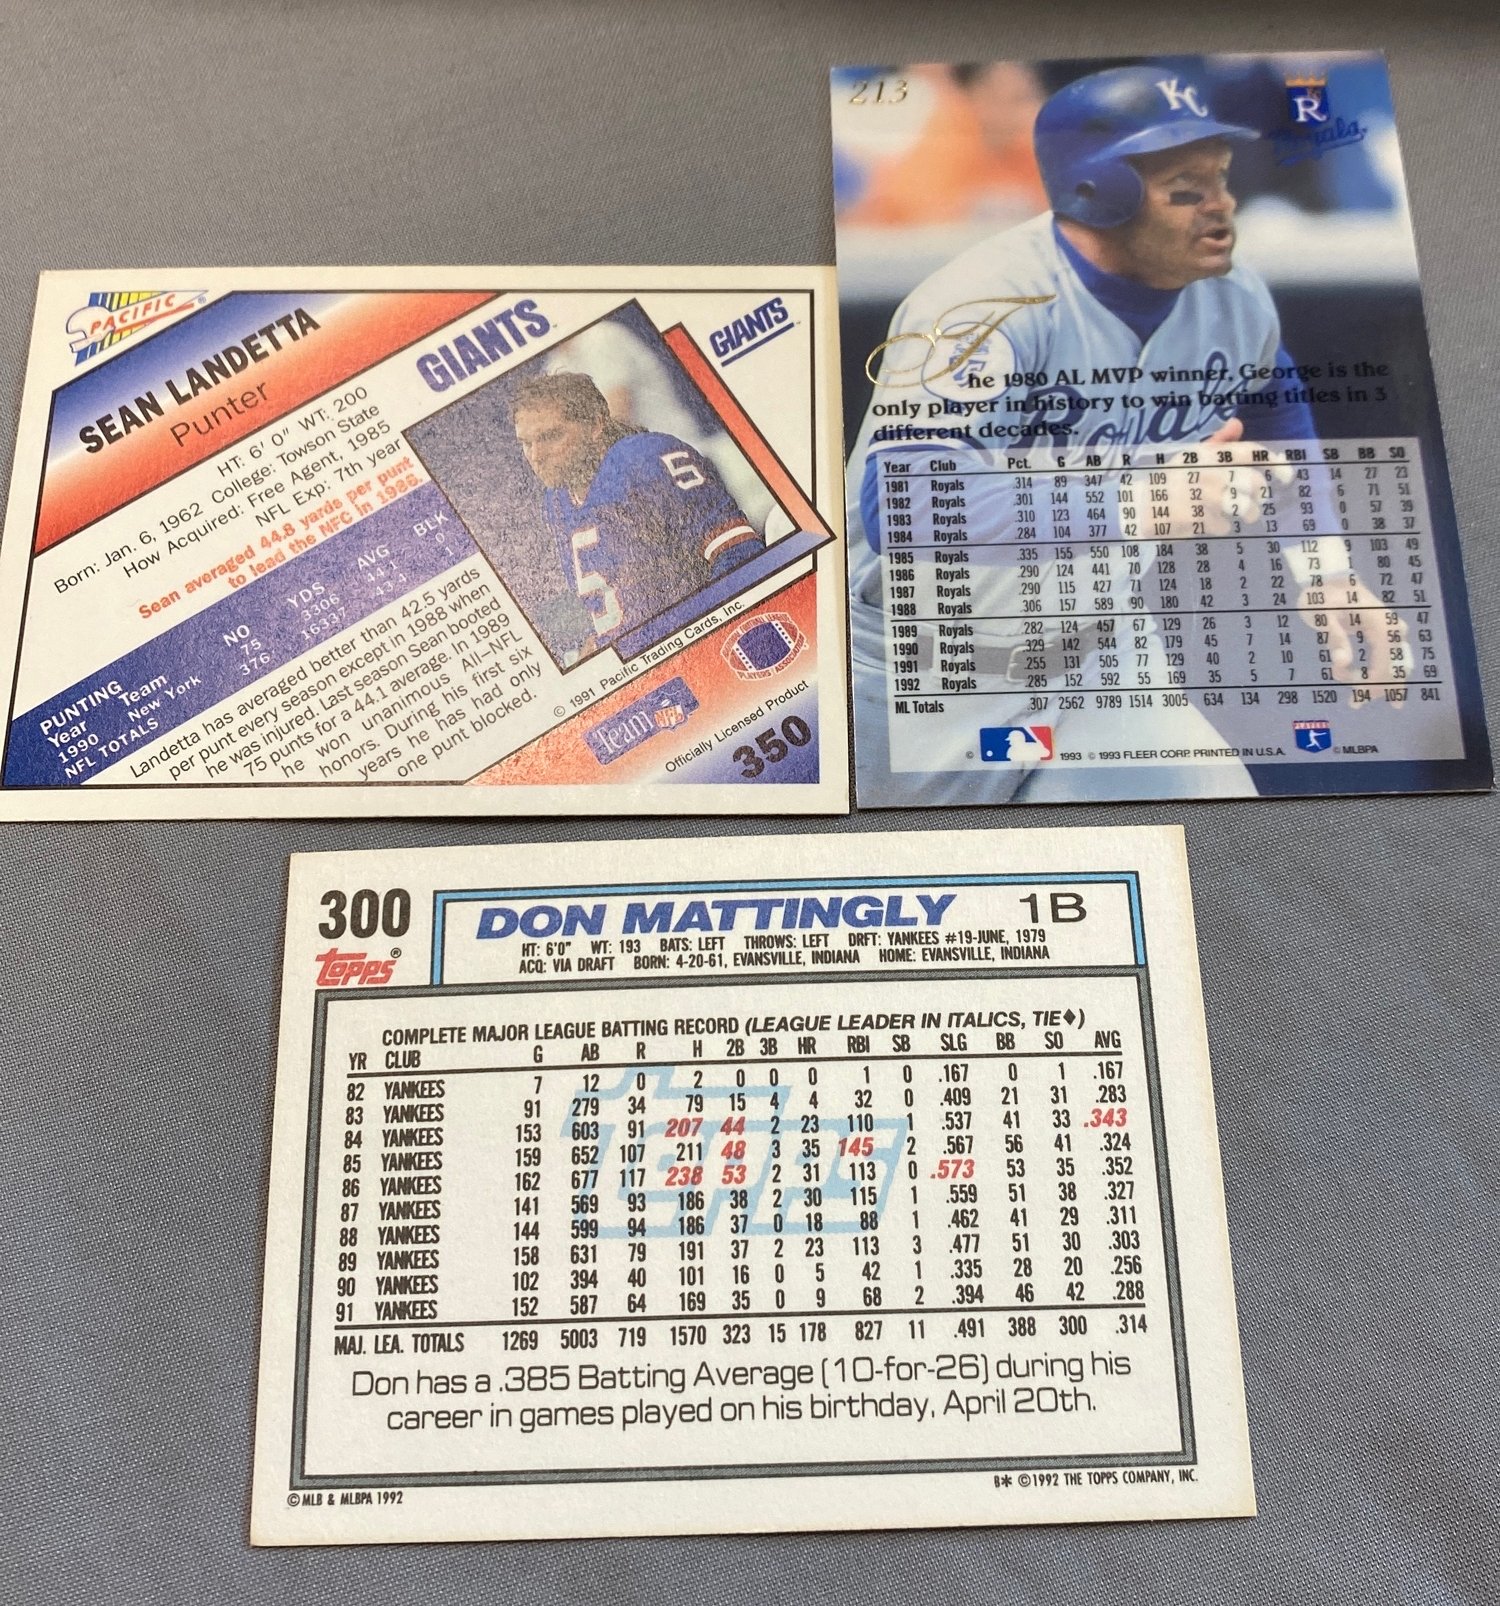 PACIFIC ®
SEAN LANDETTA
Punter
GIANTS
GIANTS
HT: 6' 0" WT: 200
Born: Jan. 6, 1962 College: Towson State
How Acquired: Free Agent, 1985
NFL Exp: 7th year
Sean averaged 44.8 yards per punt
to lead the NFC in 1986.
PUNTING
Year Team NO YDS AVG BLK
1990 New York 75 3306 44.1 0
NFL TOTALS 376 16337 43.4 1
Landetta has averaged better than 42.5 yards
per punt every season except in 1988 when
he was injured. Last season Sean booted
75 punts for a 44.1 average. In 1989
he won unanimous All-NFL
honors. During his first six
years he has had only
one punt blocked.
5
5
© 1991 Pacific Trading Cards, Inc.
Team NFL
Officially Licensed Product
350
213
KC
R
Royals
Royals
The 1980 AL MVP winner, George is the
only player in history to win batting titles in 3
different decades.
Year Club Pct. G AB R H 2B 3B HR RBI SB BB SO
1981 Royals .314 89 347 42 109 27 7 6 43 14 27 23
1982 Royals .301 144 552 101 166 32 9 21 82 6 71 51
1983 Royals .310 123 464 90 144 38 2 25 93 0 57 39
1984 Royals .284 104 377 42 107 21 3 13 69 0 38 37
1985 Royals .335 155 550 108 184 38 5 30 112 9 103 49
1986 Royals .290 124 441 70 128 28 4 16 73 1 80 45
1987 Royals .290 115 427 71 124 18 2 22 78 6 72 47
1988 Royals .306 157 589 90 180 42 3 24 103 14 82 51
1989 Royals .282 124 457 67 129 26 3 12 80 14 59 47
1990 Royals .329 142 544 82 179 45 7 14 87 9 56 63
1991 Royals .255 131 505 77 129 40 2 10 61 2 58 75
1992 Royals .285 152 592 55 169 35 5 7 61 8 35 69
ML Totals .307 2562 9789 1514 3005 634 134 298 1520 194 1057 841
© 1993 © 1993 FLEER CORP. PRINTED IN U.S.A. PLAYERS © MLBPA
300
Topps®
DON MATTINGLY 1B
HT: 6'0" WT: 193 BATS: LEFT THROWS: LEFT DRFT: YANKEES #19-JUNE, 1979
ACQ: VIA DRAFT BORN: 4-20-61, EVANSVILLE, INDIANA HOME: EVANSVILLE, INDIANA
COMPLETE MAJOR LEAGUE BATTING RECORD (LEAGUE LEADER IN ITALICS, TIE♦)
YR CLUB G AB R H 2B 3B HR RBI SB SLG BB SO AVG
82 YANKEES 7 12 0 2 0 0 0 1 0 .167 0 1 .167
83 YANKEES 91 279 34 79 15 4 4 32 0 .409 21 31 .283
84 YANKEES 153 603 91 207 44 2 23 110 1 .537 41 33 .343
85 YANKEES 159 652 107 211 48 3 35 145 2 .567 56 41 .324
86 YANKEES 162 677 117 238 53 2 31 113 0 .573 53 35 .352
87 YANKEES 141 569 93 186 38 2 30 115 1 .559 51 38 .327
88 YANKEES 144 599 94 186 37 0 18 88 1 .462 41 29 .311
89 YANKEES 158 631 79 191 37 2 23 113 3 .477 51 30 .303
90 YANKEES 102 394 40 101 16 0 5 42 1 .335 28 20 .256
91 YANKEES 152 587 64 169 35 0 9 68 2 .394 46 42 .288
MAJ. LEA. TOTALS 1269 5003 719 1570 323 15 178 827 11 .491 388 300 .314
Topps
Don has a .385 Batting Average (10-for-26) during his
career in games played on his birthday, April 20th.
B* © 1992 THE TOPPS COMPANY, INC.
© MLB & MLBPA 1992